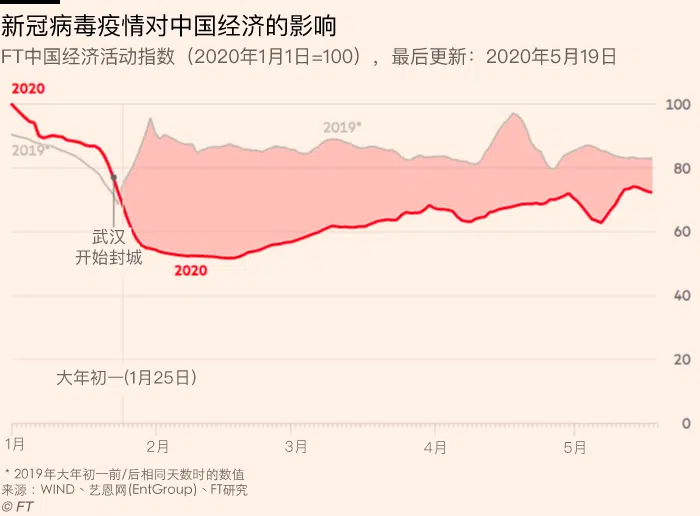 新冠病毒疫情对中国经济的影响
FT中国经济活动指数（2020年1月1日=100），最后更新：2020年5月19日
2020
100
2019*
2019*
80
武汉
开始封城
60
2020
40
20
大年初一(1月25日)
0
1月
2月
3月
4月
5月
* 2019年大年初一前/后相同天数时的数值
来源：WIND、艺恩网(EntGroup)、FT研究
© FT